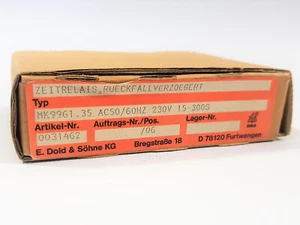 ZEITRELAIS,RUECKFALLVERZOEGERT
Typ
MK9961.35 AC50/60HZ 230V 15-300S
Artikel-Nr. Auftrags-Nr./Pos. Lager-Nr.
0031462 /06
E. Dold & Söhne KG Bregstraße 18 D 78120 Furtwangen